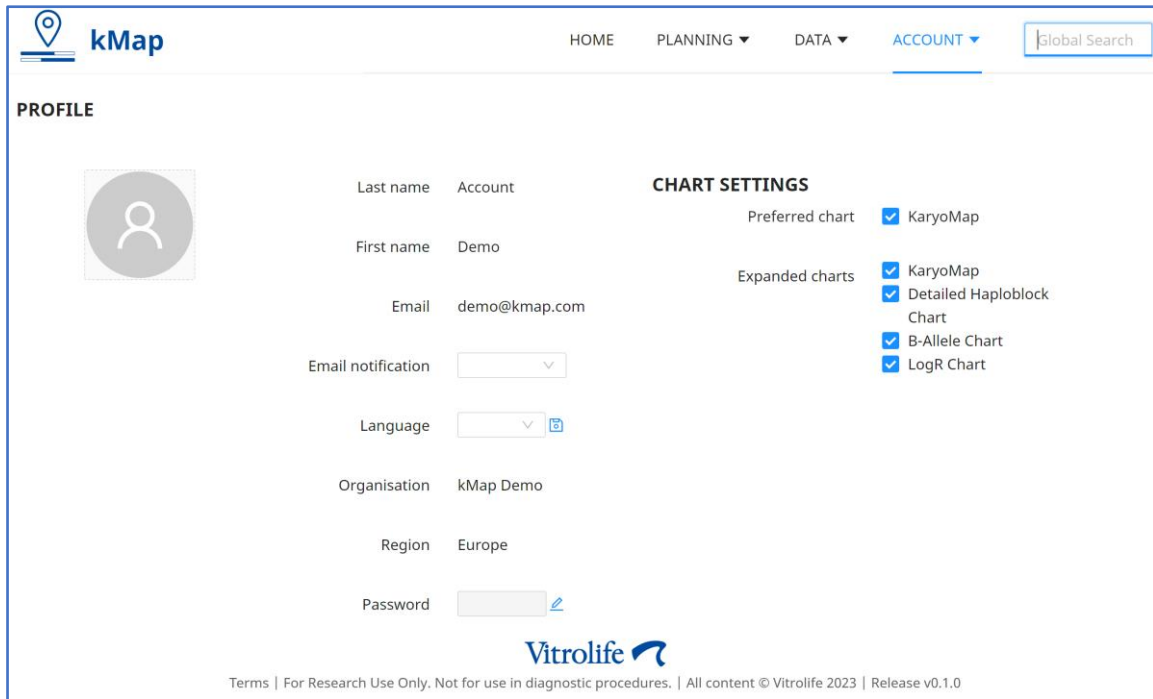 kMap
HOME PLANNING DATA ACCOUNT Global Search
PROFILE
Last name Account
First name Demo
Email demo@kmap.com
Email notification
Language
Organisation kMap Demo
Region Europe
Password
CHART SETTINGS
Preferred chart KaryoMap
Expanded charts KaryoMap
Detailed Haploblock
Chart
B-Allele Chart
LogR Chart
Vitrolife
Terms | For Research Use Only. Not for use in diagnostic procedures. | All content © Vitrolife 2023 | Release v0.1.0